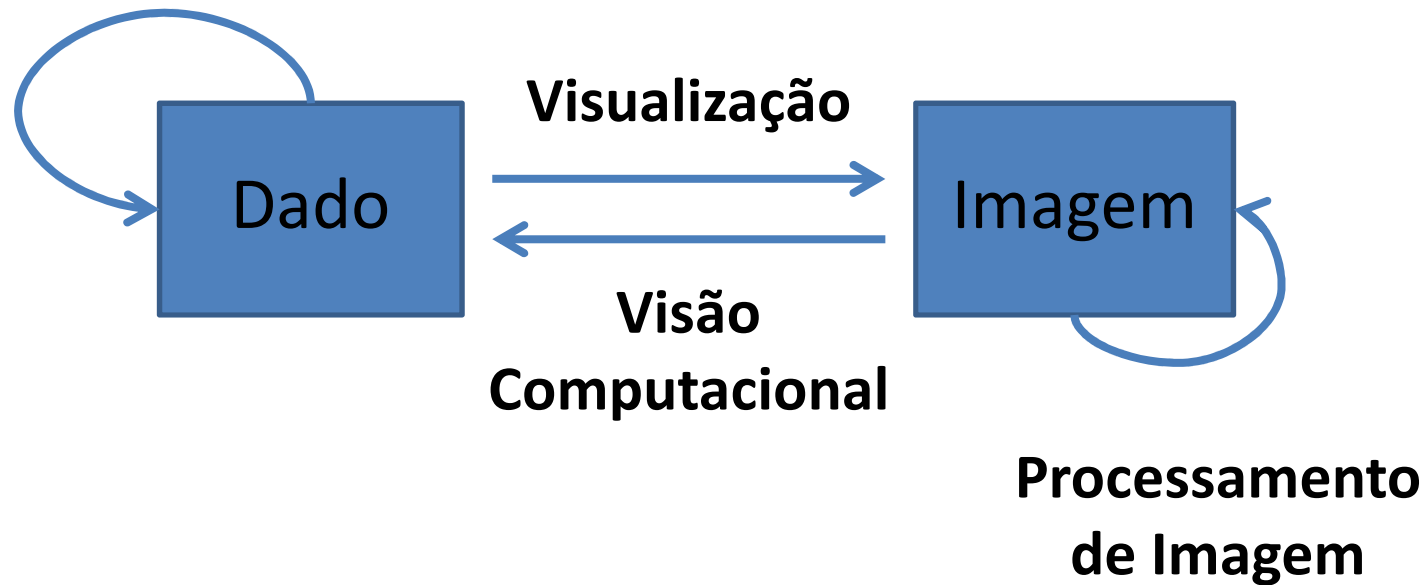 Visualização
Dado
Imagem
Visão
Computacional
Processamento
de Imagem